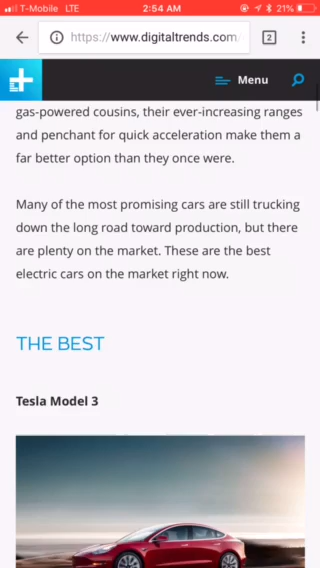 T-Mobile LTE 2:54 AM 21%
https://www.digitaltrends.com/
2
Menu
gas-powered cousins, their ever-increasing ranges
and penchant for quick acceleration make them a
far better option than they once were.
Many of the most promising cars are still trucking
down the long road toward production, but there
are plenty on the market. These are the best
electric cars on the market right now.
THE BEST
Tesla Model 3